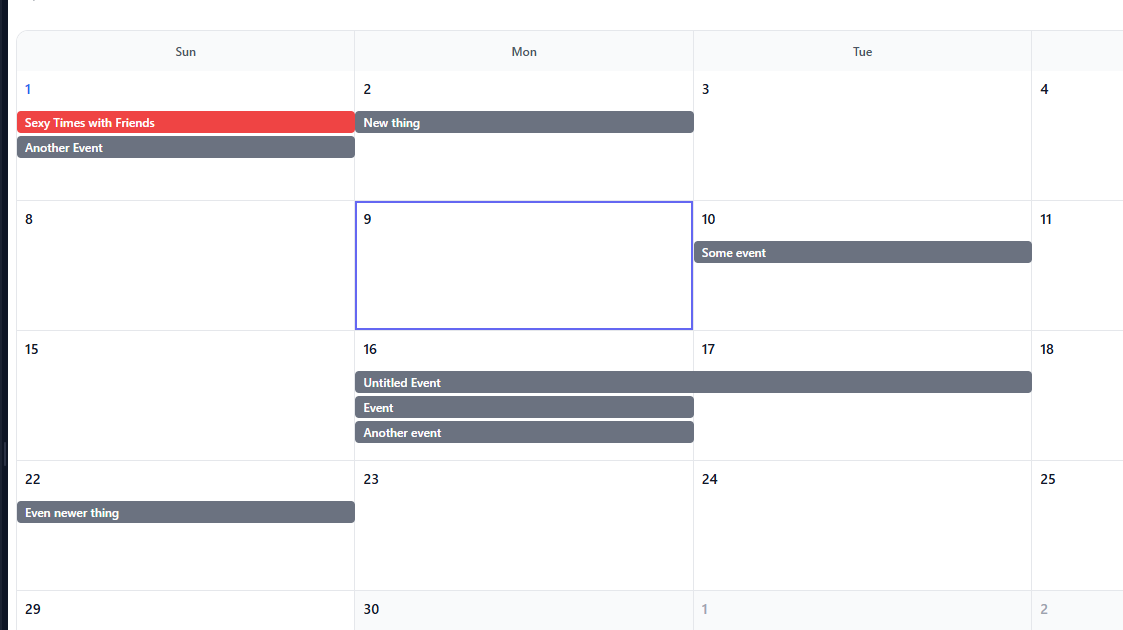 Sun Mon Tue
1 2 3 4
Sexy Times with Friends New thing
Another Event
8 9 10 11
Some event
15 16 17 18
Untitled Event
Event
Another event
22 23 24 25
Even newer thing
29 30 1 2